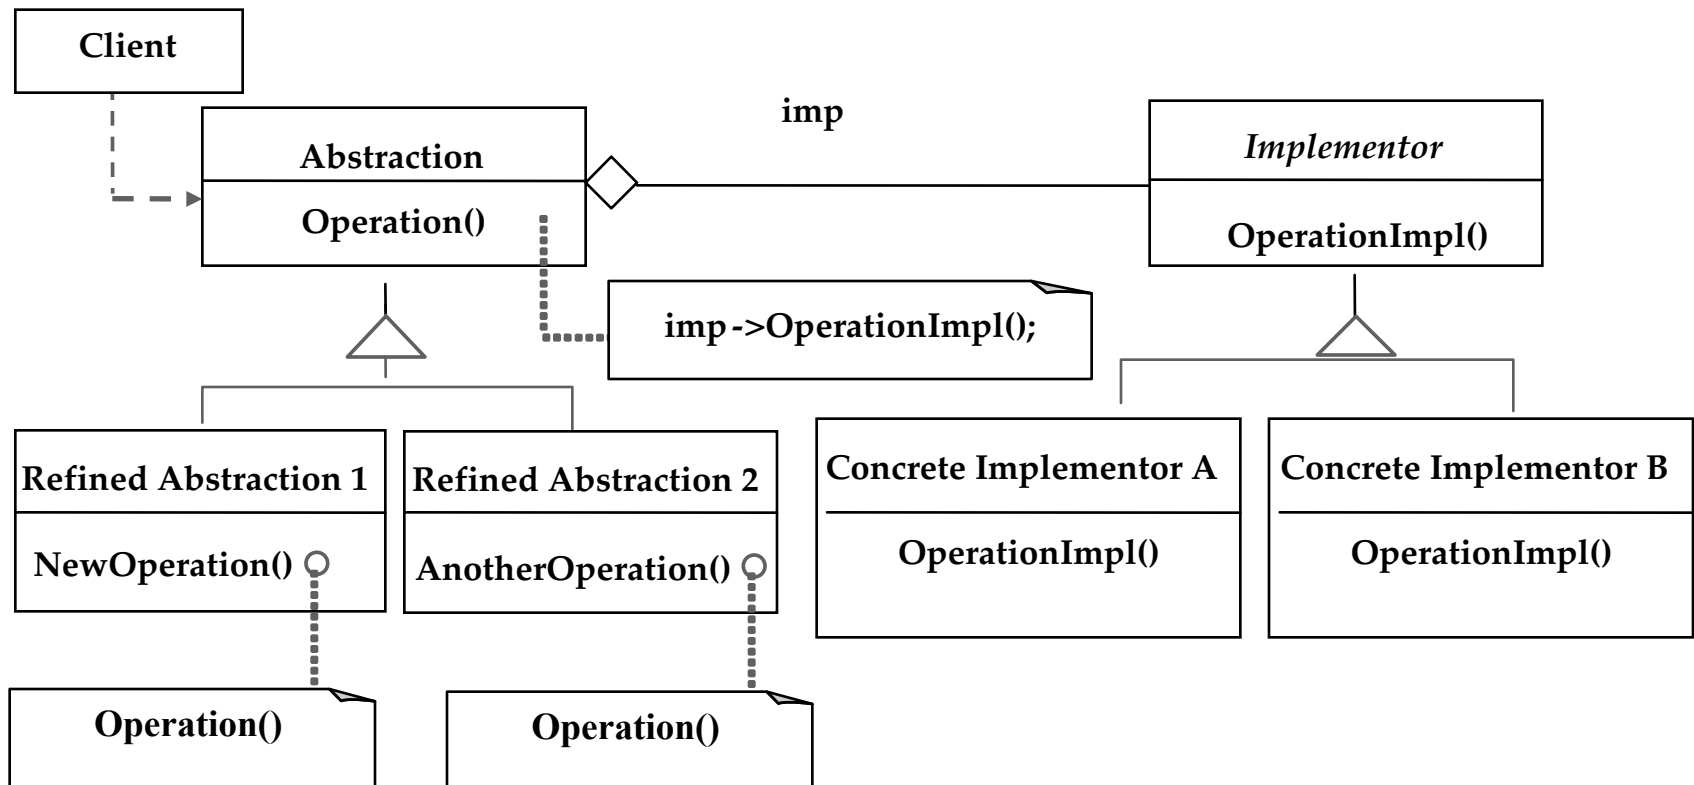 Client
imp
Abstraction
Operation()
Implementor
OperationImpl()
imp->OperationImpl();
Refined Abstraction 1
NewOperation()
Refined Abstraction 2
AnotherOperation()
Concrete Implementor A
OperationImpl()
Concrete Implementor B
OperationImpl()
Operation()
Operation()